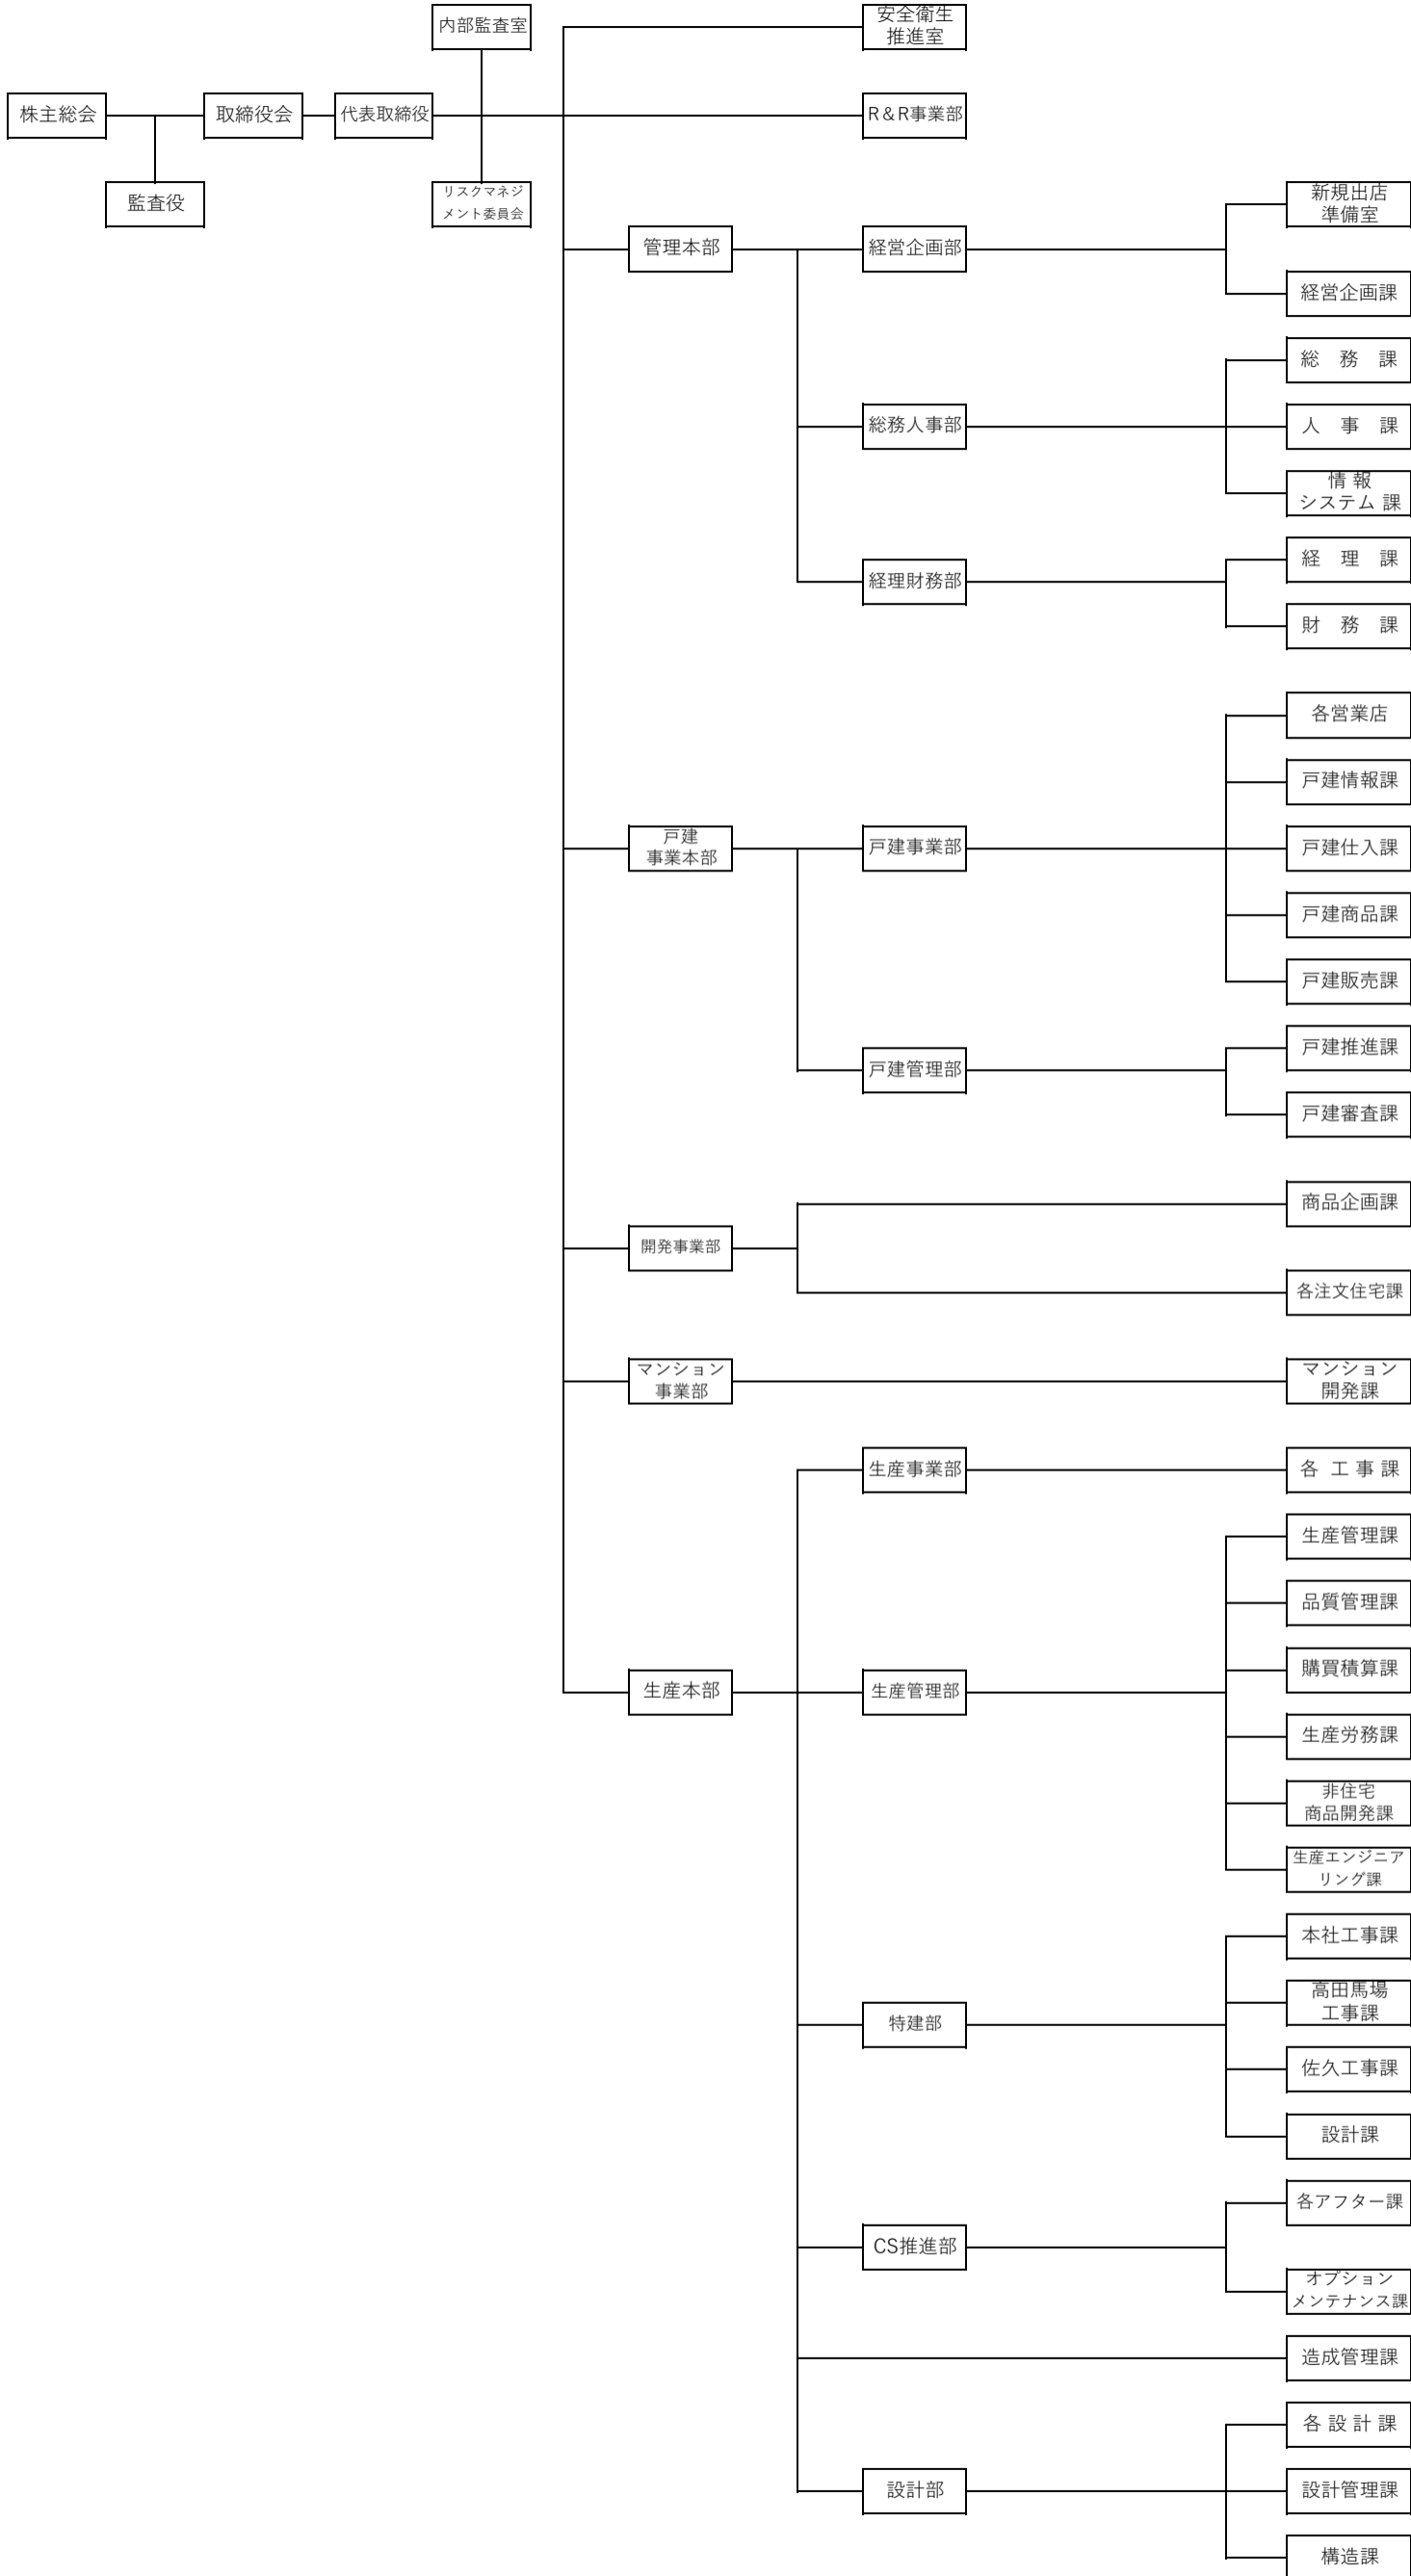 内部監査室
安全衛生
推進室
株主総会
取締役会
代表取締役
R＆R事業部
監査役
リスクマネジ
メント委員会
新規出店
準備室
管理本部
経営企画部
経営企画課
総　務　課
総務人事部
人　事　課
情 報
システム 課
経　理　課
経理財務部
財　務　課
各営業店
戸建情報課
戸建
事業本部
戸建事業部
戸建仕入課
戸建商品課
戸建販売課
戸建推進課
戸建管理部
戸建審査課
商品企画課
開発事業部
各注文住宅課
マンション
事業部
マンション
開発課
生産事業部
各 工 事 課
生産管理課
品質管理課
購買積算課
生産本部
生産管理部
生産労務課
非住宅
商品開発課
生産エンジニア
リング課
本社工事課
高田馬場
工事課
特建部
佐久工事課
設計課
各アフター課
CS推進部
オプション
メンテナンス課
造成管理課
各 設 計 課
設計部
設計管理課
構造課